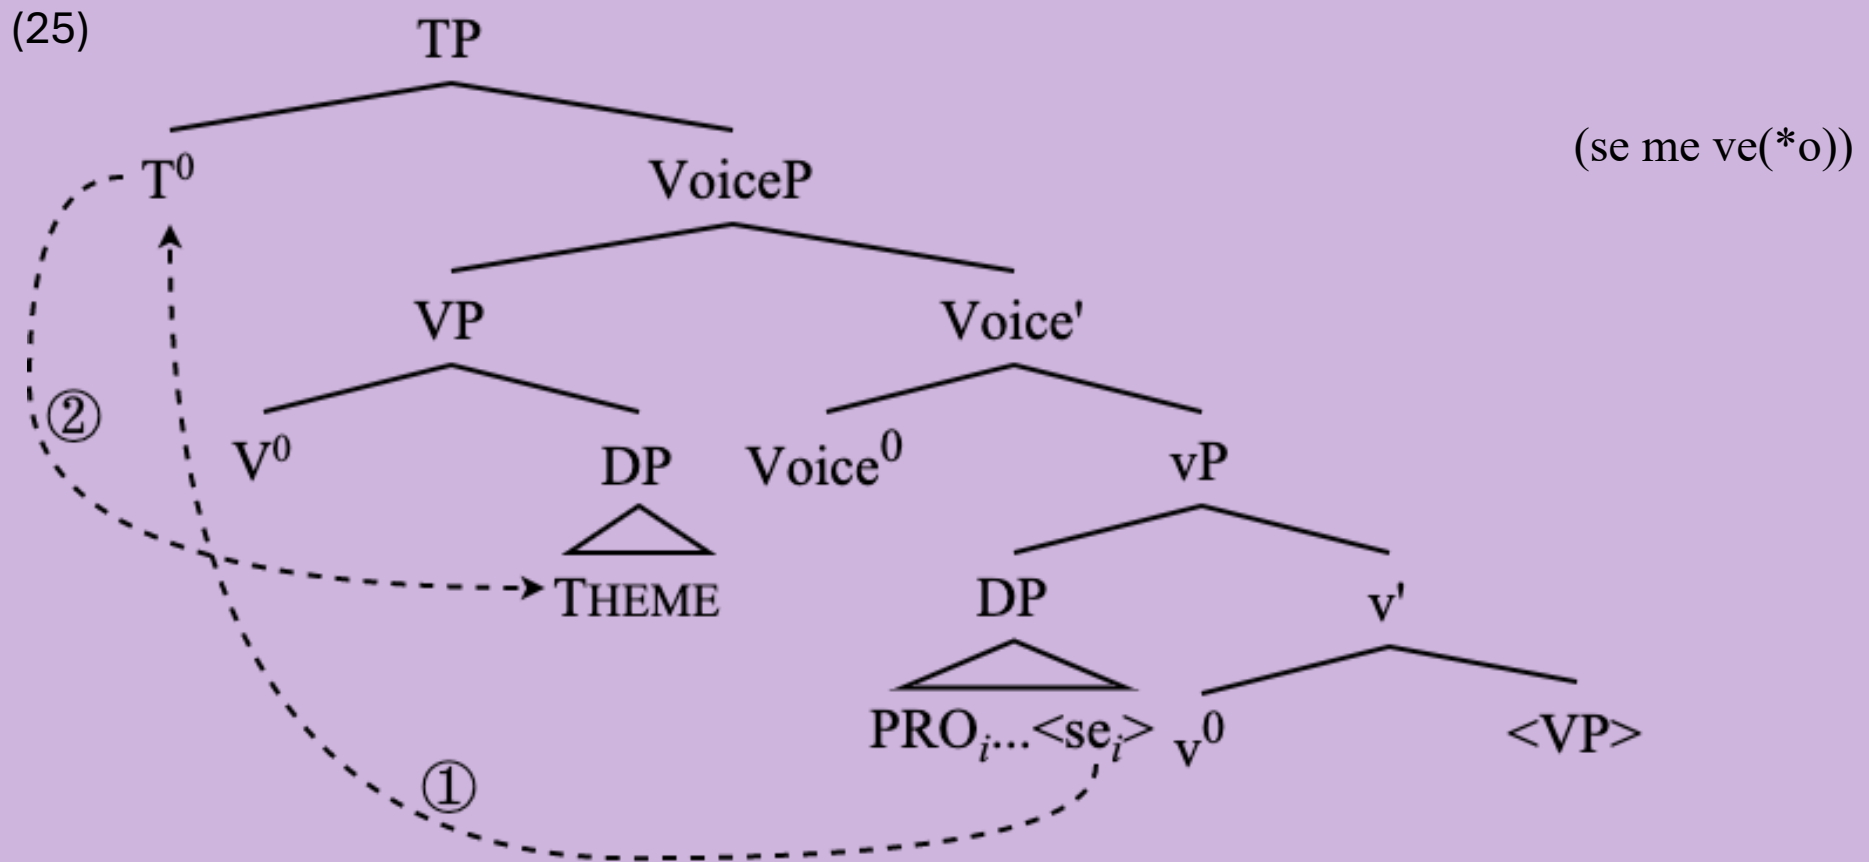 (25)
TP
T⁰ VoiceP (se me ve(*o))
VP Voice'
② V⁰ DP Voice⁰ vP
THEME DP v'
PROᵢ...<seᵢ> v⁰ <VP>
①